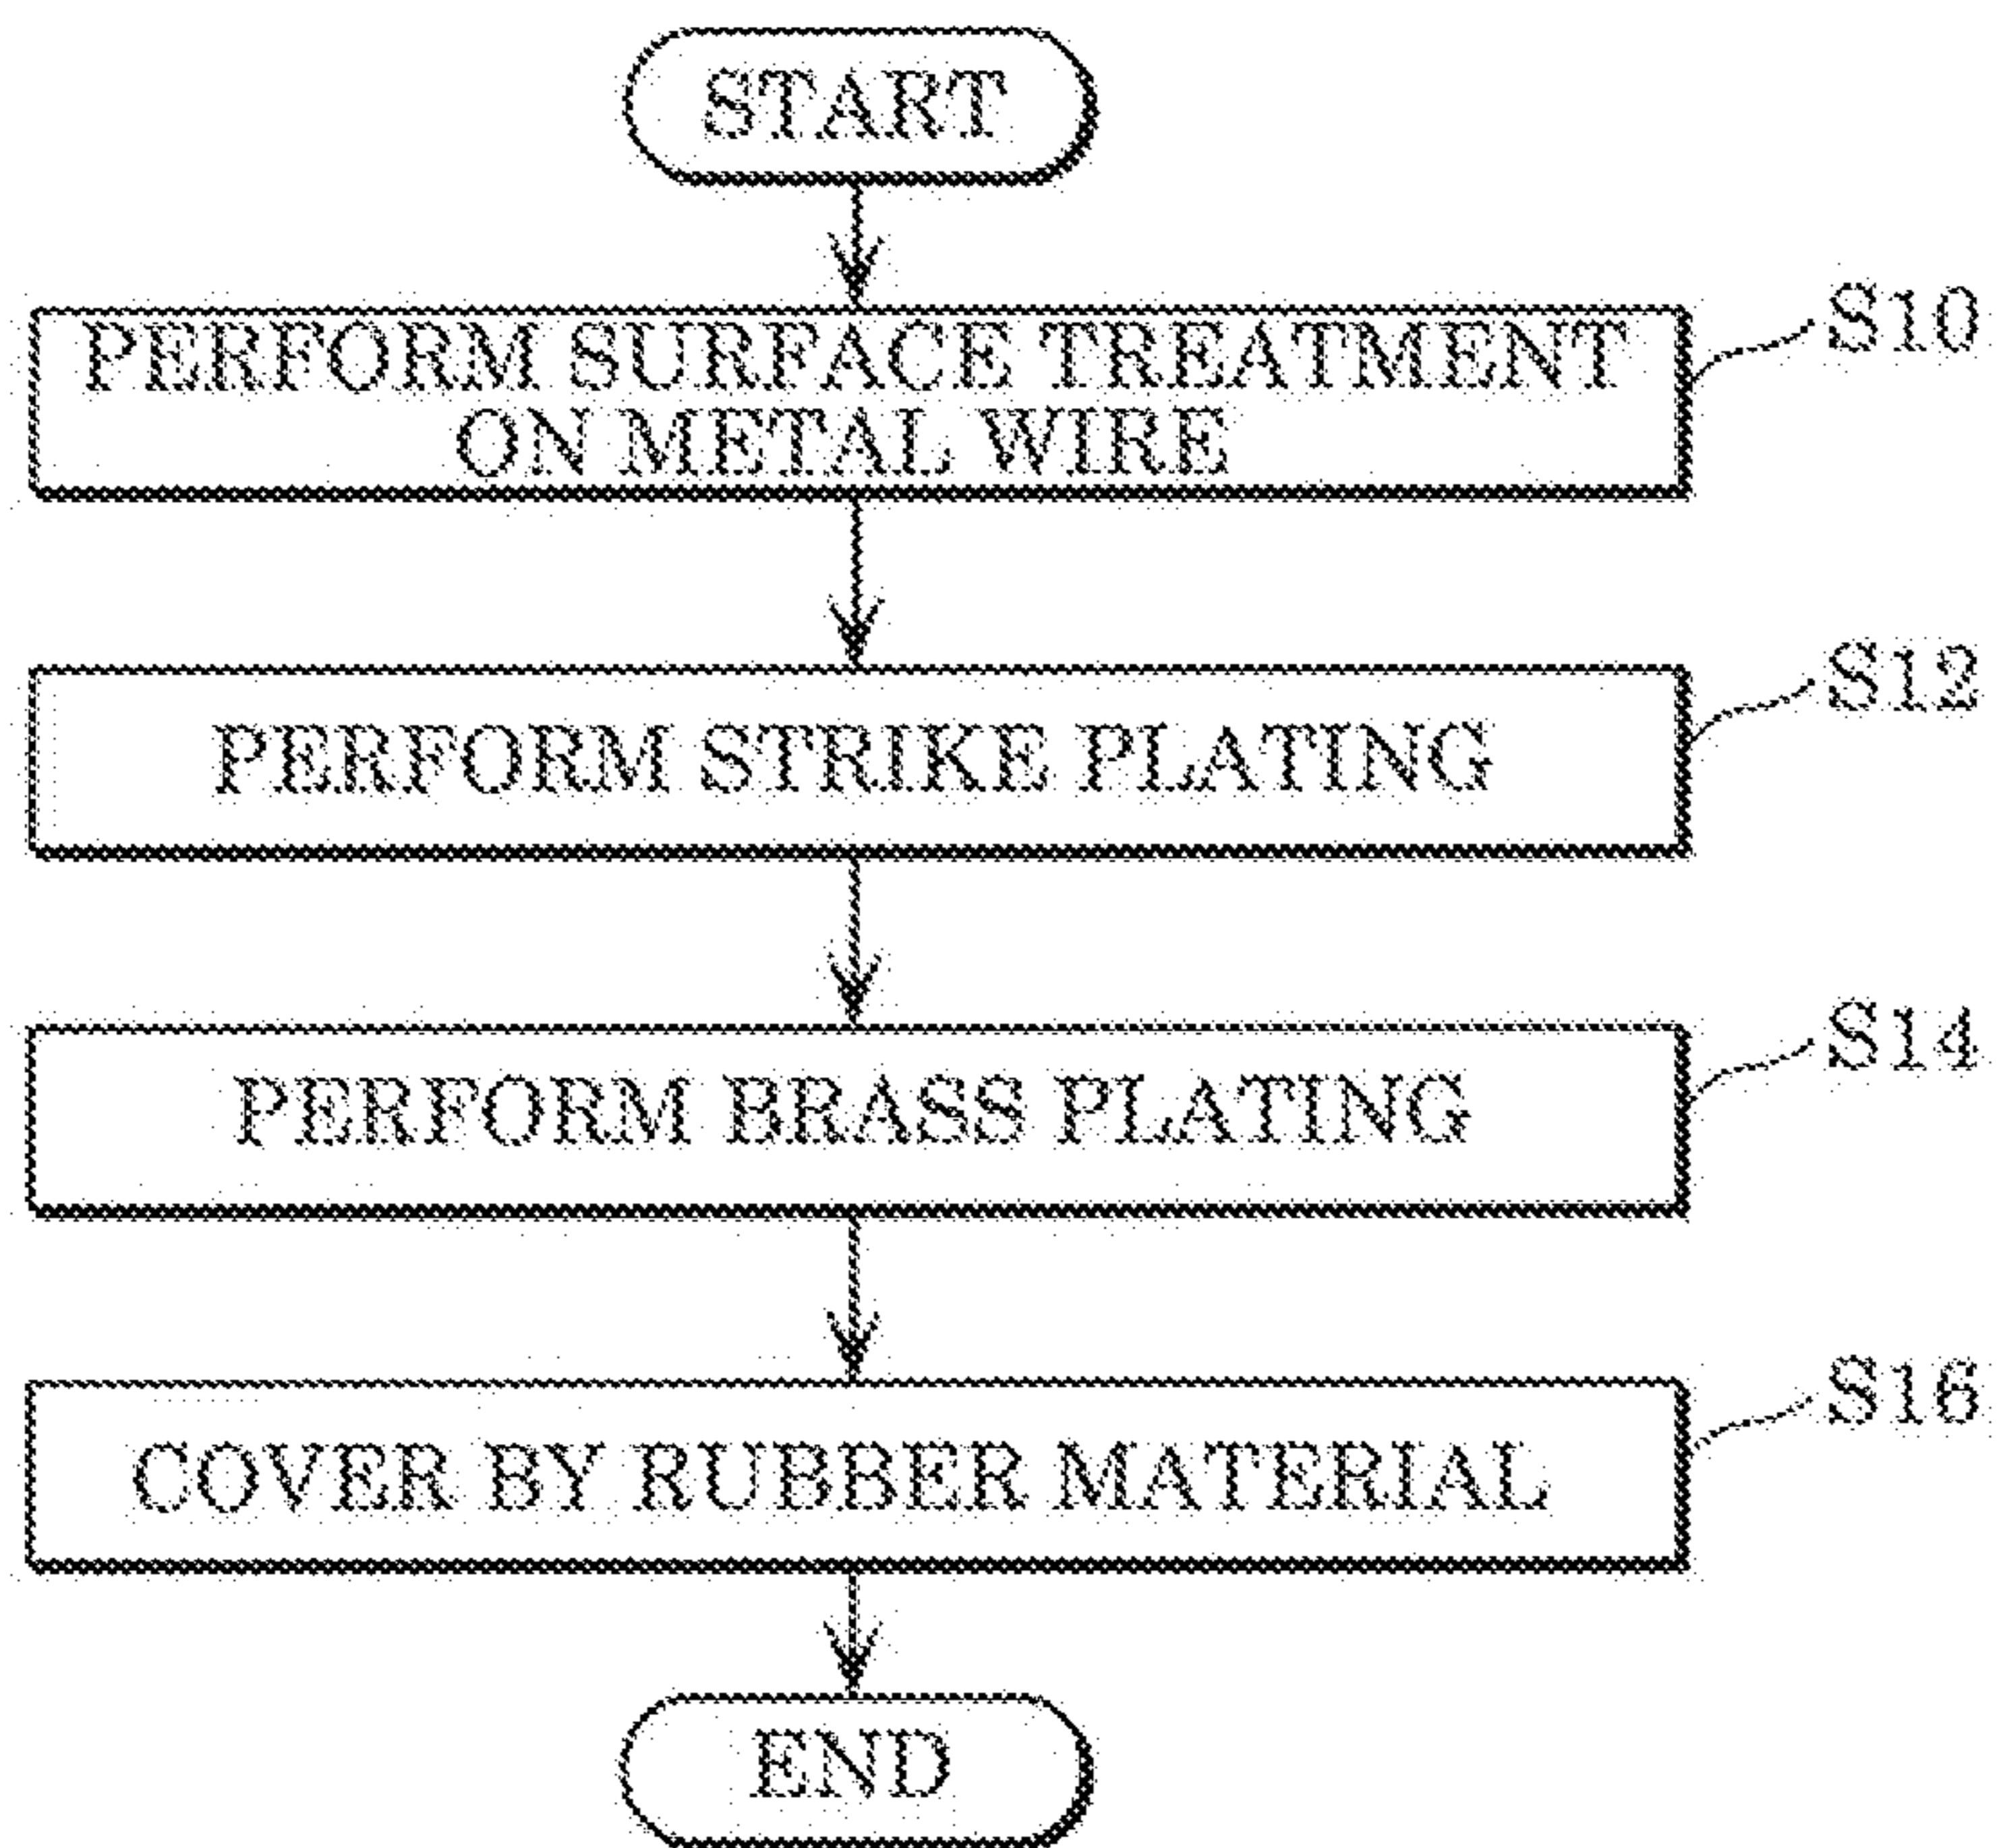 START
PERFORM SURFACE TREATMENT
ON METAL WIRE
S10
PERFORM STRIKE PLATING
S12
PERFORM BRASS PLATING
S14
COVER BY RUBBER MATERIAL
S16
END